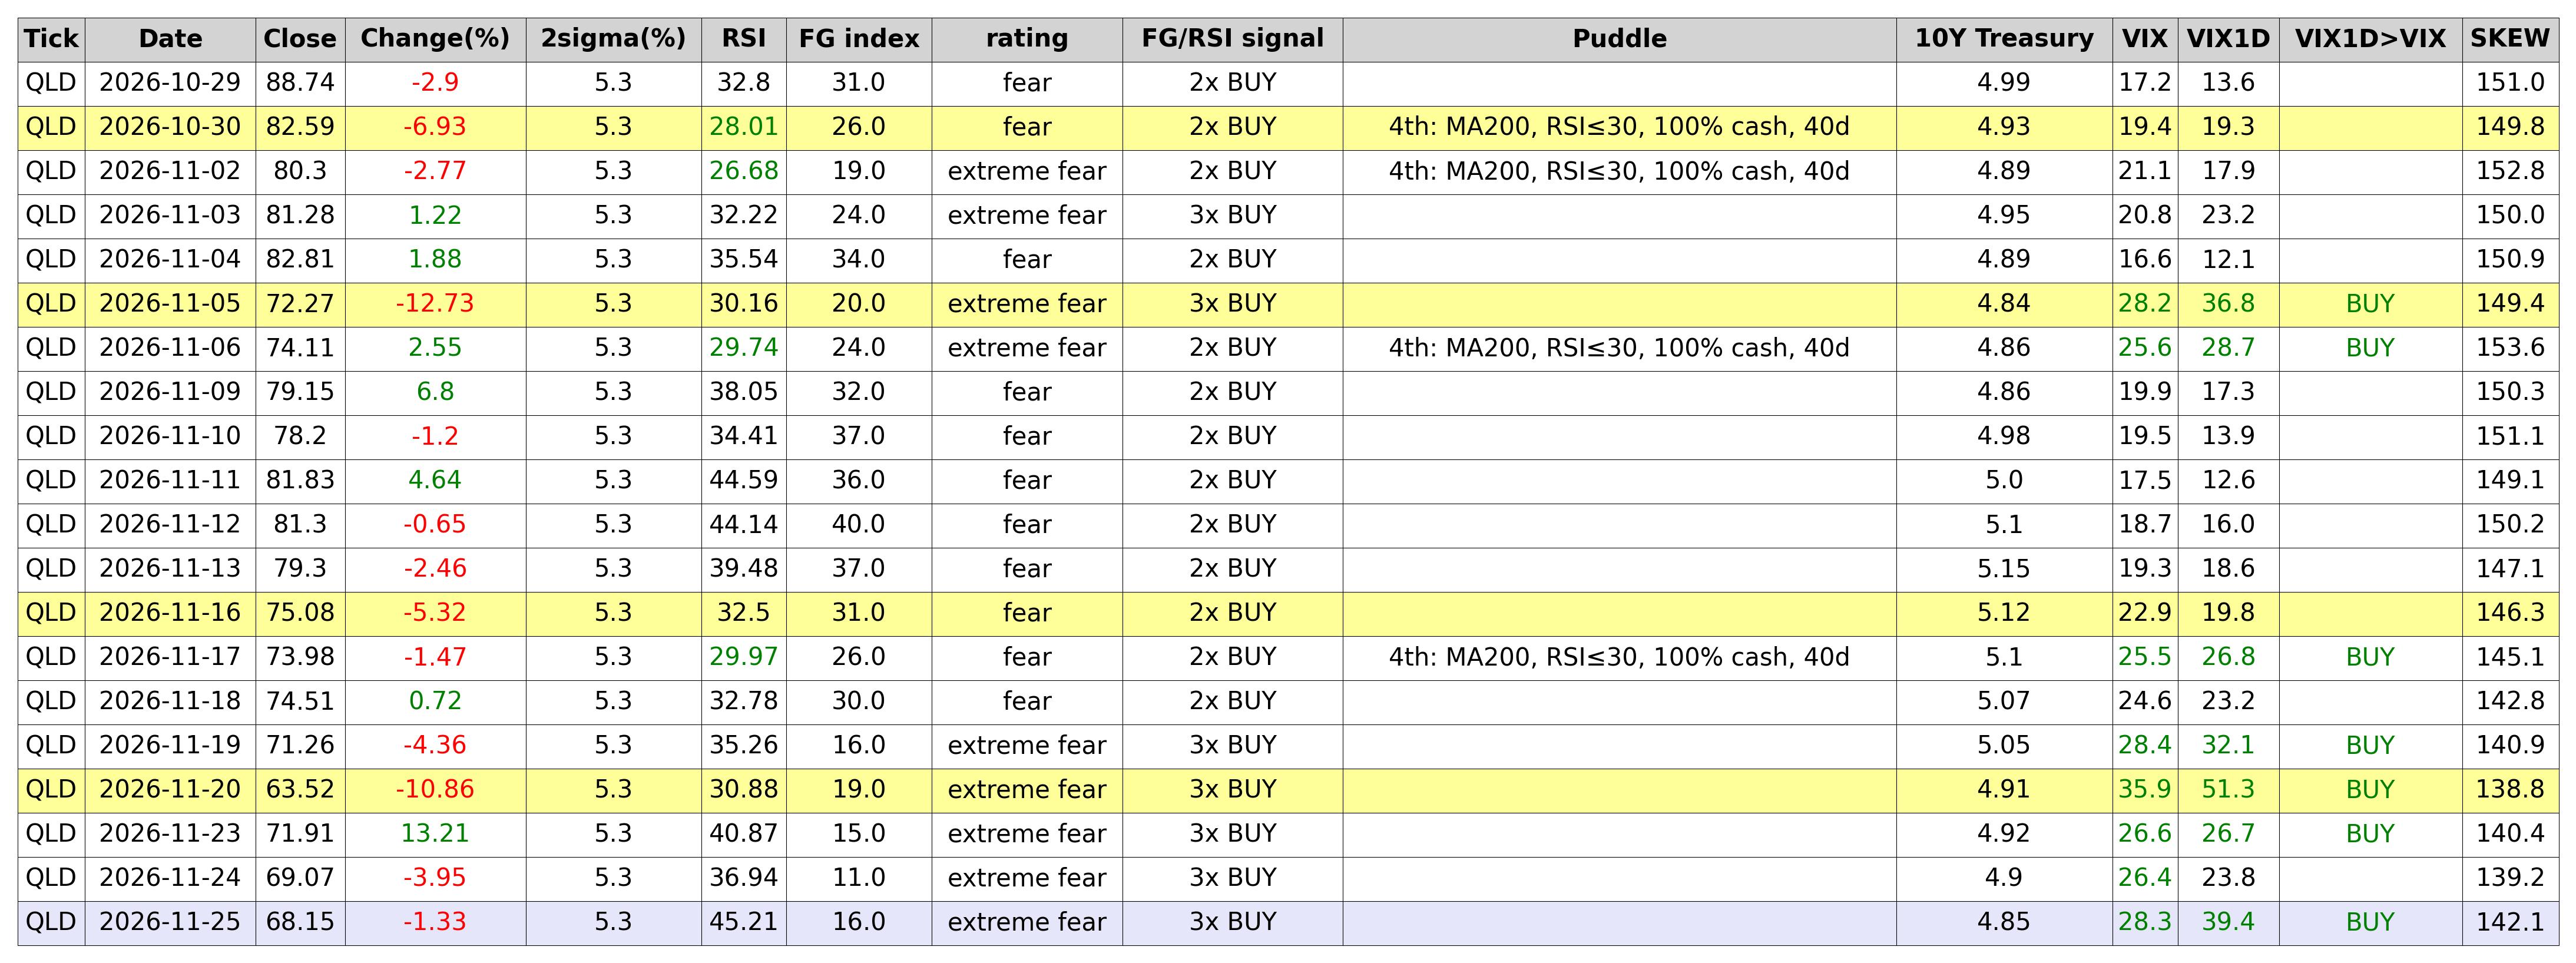 Tick Date Close Change(%) 2sigma(%) RSI FG index rating FG/RSI signal Puddle 10Y Treasury VIX VIX1D VIX1D>VIX SKEW
QLD 2026-10-29 88.74 -2.9 5.3 32.8 31.0 fear 2x BUY 4.99 17.2 13.6 151.0
QLD 2026-10-30 82.59 -6.93 5.3 28.01 26.0 fear 2x BUY 4th: MA200, RSI≤30, 100% cash, 40d 4.93 19.4 19.3 149.8
QLD 2026-11-02 80.3 -2.77 5.3 26.68 19.0 extreme fear 2x BUY 4th: MA200, RSI≤30, 100% cash, 40d 4.89 21.1 17.9 152.8
QLD 2026-11-03 81.28 1.22 5.3 32.22 24.0 extreme fear 3x BUY 4.95 20.8 23.2 150.0
QLD 2026-11-04 82.81 1.88 5.3 35.54 34.0 fear 2x BUY 4.89 16.6 12.1 150.9
QLD 2026-11-05 72.27 -12.73 5.3 30.16 20.0 extreme fear 3x BUY 4.84 28.2 36.8 BUY 149.4
QLD 2026-11-06 74.11 2.55 5.3 29.74 24.0 extreme fear 2x BUY 4th: MA200, RSI≤30, 100% cash, 40d 4.86 25.6 28.7 BUY 153.6
QLD 2026-11-09 79.15 6.8 5.3 38.05 32.0 fear 2x BUY 4.86 19.9 17.3 150.3
QLD 2026-11-10 78.2 -1.2 5.3 34.41 37.0 fear 2x BUY 4.98 19.5 13.9 151.1
QLD 2026-11-11 81.83 4.64 5.3 44.59 36.0 fear 2x BUY 5.0 17.5 12.6 149.1
QLD 2026-11-12 81.3 -0.65 5.3 44.14 40.0 fear 2x BUY 5.1 18.7 16.0 150.2
QLD 2026-11-13 79.3 -2.46 5.3 39.48 37.0 fear 2x BUY 5.15 19.3 18.6 147.1
QLD 2026-11-16 75.08 -5.32 5.3 32.5 31.0 fear 2x BUY 5.12 22.9 19.8 146.3
QLD 2026-11-17 73.98 -1.47 5.3 29.97 26.0 fear 2x BUY 4th: MA200, RSI≤30, 100% cash, 40d 5.1 25.5 26.8 BUY 145.1
QLD 2026-11-18 74.51 0.72 5.3 32.78 30.0 fear 2x BUY 5.07 24.6 23.2 142.8
QLD 2026-11-19 71.26 -4.36 5.3 35.26 16.0 extreme fear 3x BUY 5.05 28.4 32.1 BUY 140.9
QLD 2026-11-20 63.52 -10.86 5.3 30.88 19.0 extreme fear 3x BUY 4.91 35.9 51.3 BUY 138.8
QLD 2026-11-23 71.91 13.21 5.3 40.87 15.0 extreme fear 3x BUY 4.92 26.6 26.7 BUY 140.4
QLD 2026-11-24 69.07 -3.95 5.3 36.94 11.0 extreme fear 3x BUY 4.9 26.4 23.8 139.2
QLD 2026-11-25 68.15 -1.33 5.3 45.21 16.0 extreme fear 3x BUY 4.85 28.3 39.4 BUY 142.1